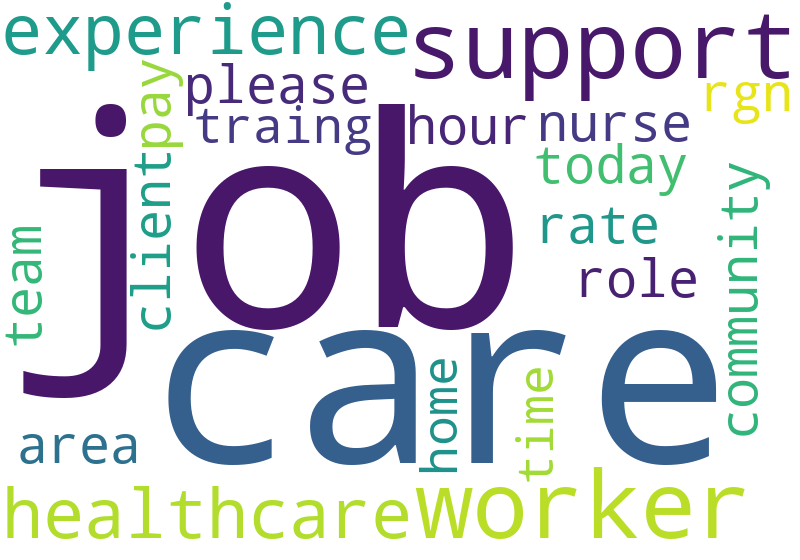 experience
support
please
pay
rgn
traing
hour
nurse
today
job
client
community
rate
team
role
care
home
time
area
healthcare
worker